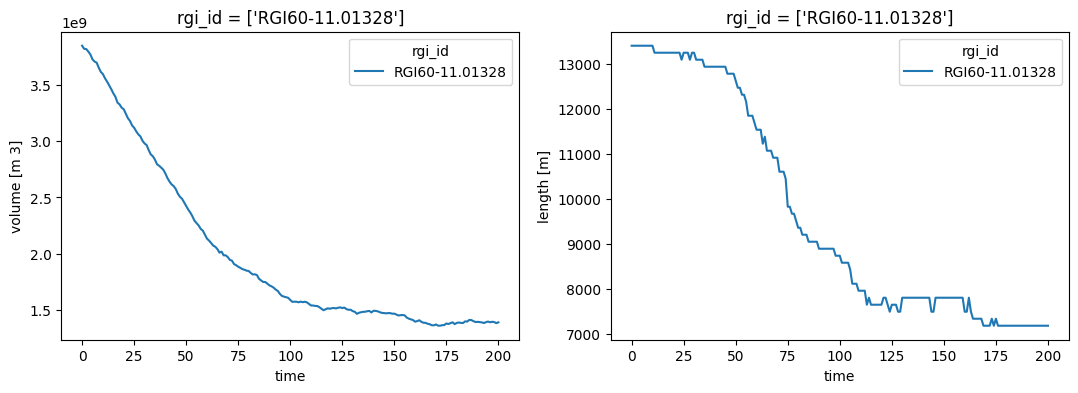 rgi_id = ['RGI60-11.01328']
1e9
rgi_id
RGI60-11.01328
3.5
3.0
2.5
2.0
1.5
volume [m 3]
0 25 50 75 100 125 150 175 200
time
rgi_id = ['RGI60-11.01328']
rgi_id
RGI60-11.01328
13000
12000
11000
10000
9000
8000
7000
length [m]
0 25 50 75 100 125 150 175 200
time